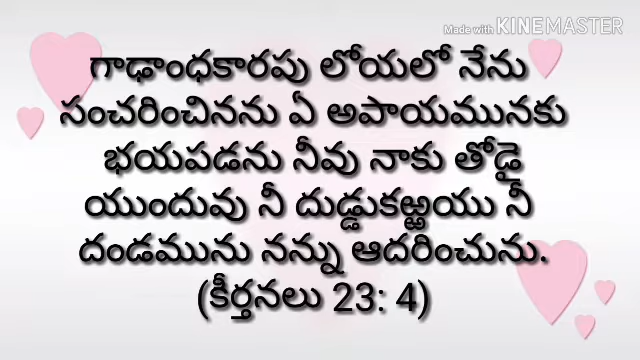 Made with KINEMASTER
గాఢాంధకారపు లోయలో నేను
సంచరించినను ఏ అపాయమునకు
భయపడను నీవు నాకు తోడై
యుందువు నీ దుడ్డుకఱ్ఱయు నీ
దండమును నన్ను ఆదరించును.
(కీర్తనలు 23: 4)